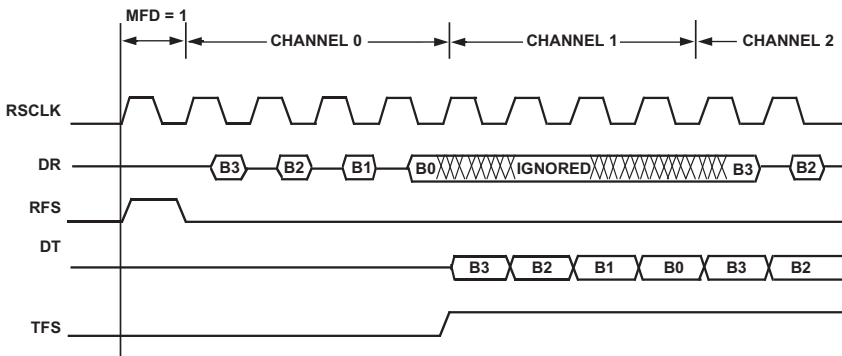 MFD = 1
CHANNEL 0 CHANNEL 1 CHANNEL 2
RSCLK
DR B3 B2 B1 B0 IGNORED B3 B2
RFS
DT B3 B2 B1 B0 B3 B2
TFS